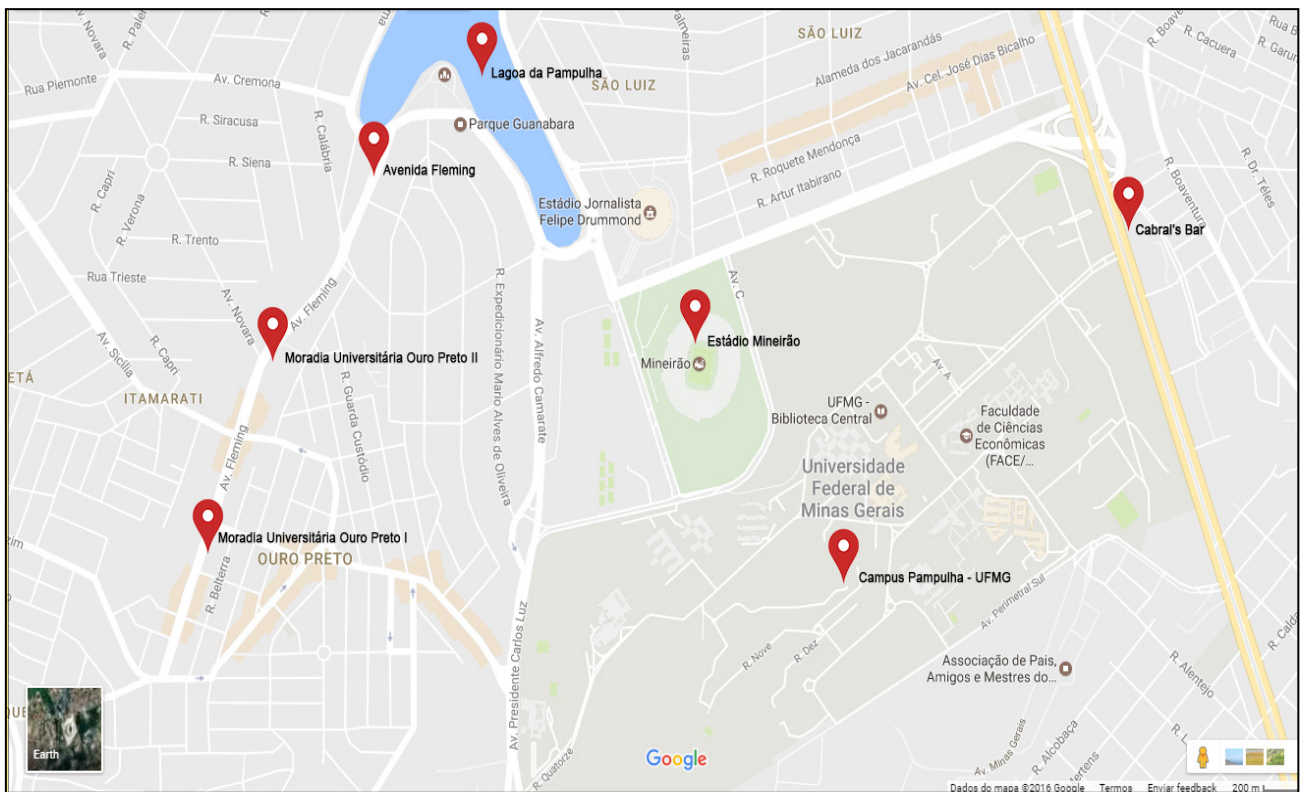 SÃO LUIZ
Alameda dos Jacarandás
Av. Cel. José Dias Bicalho
R. Cacuera
Av. Novara
Rua Piemonte
Av. Cremona
Lagoa da Pampulha
SÃO LUIZ
R. Siracusa
R. Calábria
Parque Guanabara
R. Siena
Avenida Fleming
R. Roquete Mendonça
R. Artur Itabirano
R. Boaventura
R. Dr. Téles
R. Capri
R. Verona
Estádio Jornalista
Felipe Drummond
Cabral's Bar
R. Trento
Rua Trieste
Av. Novara
Av. Fleming
Av. C
R. Expedicionário Mario Alves de Oliveira
Av. Alfredo Camarate
Estádio Mineirão
Mineirão
Av. Sicília
R. Capri
Moradia Universitária Ouro Preto II
ETÁ
ITAMARATI
R. Guarda Custódio
Av. A
UFMG -
Biblioteca Central
Faculdade
de Ciências
Econômicas
(FACE/...
Av. Fleming
Universidade
Federal de
Minas Gerais
Moradia Universitária Ouro Preto I
OURO PRETO
R. Belterra
Campus Pampulha - UFMG
Av. Perimetral Sul
Av. Presidente Carlos Luz
R. Nove
R. Dez
Associação de Pais,
Amigos e Mestres do...
R. Alentejo
R. Quatorze
Av. Minas Gerais
R. Alcobaça
Earth
Google
Dados do mapa ©2016 Google Termos Enviar feedback 200 m